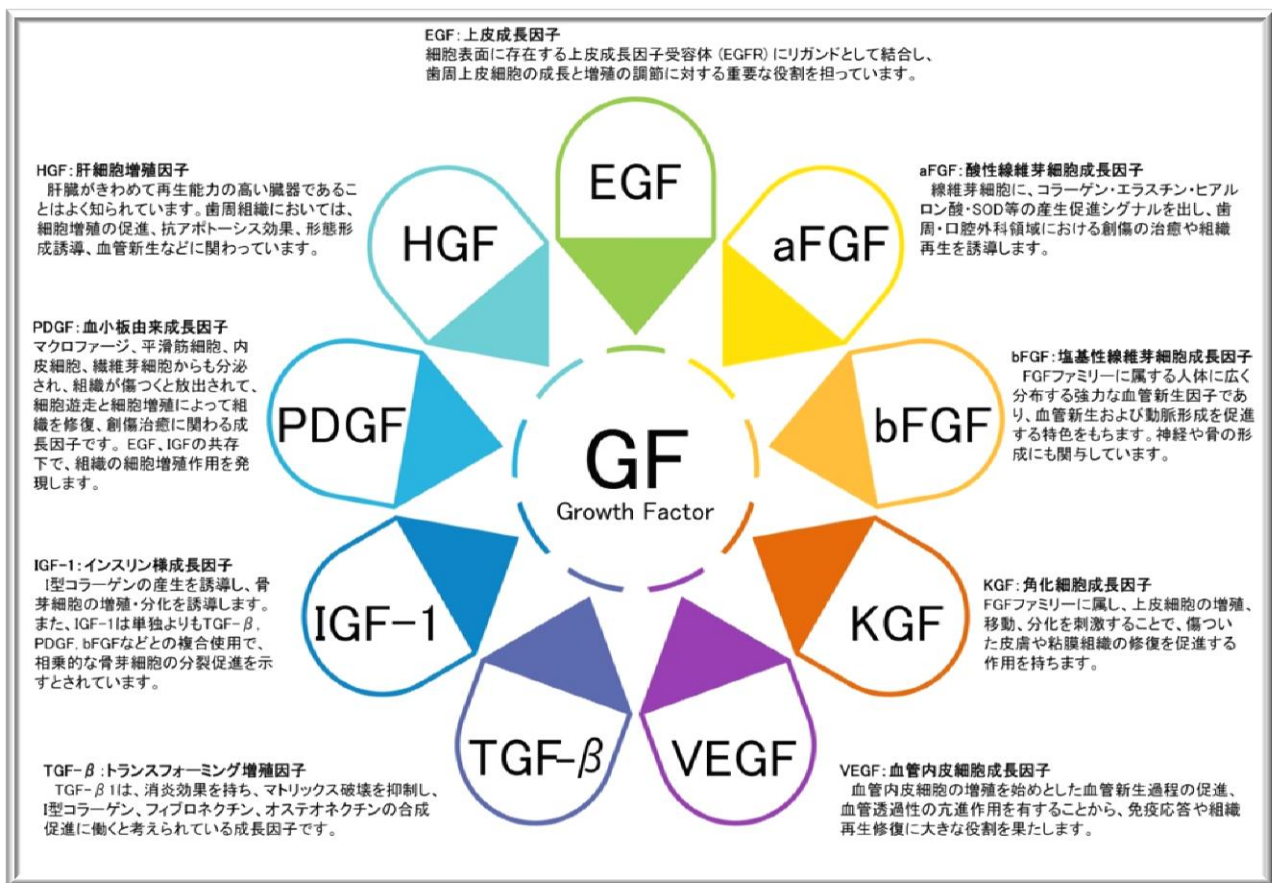 EGF:上皮成長因子
細胞表面に存在する上皮成長因子受容体(EGFR)にリガンドとして結合し、
歯周上皮細胞の成長と増殖の調節に対する重要な役割を担っています。
EGF
HGF:肝細胞増殖因子
肝臓がきわめて再生能力の高い臓器であるこ
とはよく知られています。歯周組織においては、
細胞増殖の促進、抗アポトーシス効果、形態形
成誘導、血管新生などに関わっています。
HGF
aFGF
aFGF:酸性線維芽細胞成長因子
線維芽細胞に、コラーゲン・エラスチン・ヒアル
ロン酸・SOD等の産生促進シグナルを出し、歯
周・口腔外科領域における創傷の治癒や組織
再生を誘導します。
PDGF:血小板由来成長因子
マクロファージ、平滑筋細胞、内
皮細胞、繊維芽細胞からも分泌
され、組織が傷つくと放出されて、
細胞遊走と細胞増殖によって組
織を修復、創傷治癒に関わる成
長因子です。EGF、IGFの共存
下で、組織の細胞増殖作用を発
現します。
PDGF
bFGF
bFGF:塩基性線維芽細胞成長因子
FGFファミリーに属する人体に広く
分布する強力な血管新生因子であ
り、血管新生および動脈形成を促進
する特色をもちます。神経や骨の形
成にも関与しています。
GF
Growth Factor
IGF-1:インスリン様成長因子
I型コラーゲンの産生を誘導し、骨
芽細胞の増殖・分化を誘導します。
また、IGF-1は単独よりもTGF-β,
PDGF, bFGFなどとの複合使用で、
相乗的な骨芽細胞の分裂促進を示
すとされています。
IGF-1
KGF
KGF:角化細胞成長因子
FGFファミリーに属し、上皮細胞の増殖、
移動、分化を刺激することで、傷つい
た皮膚や粘膜組織の修復を促進する
作用を持ちます。
TGF-β
VEGF
TGF-β:トランスフォーミング増殖因子
TGF-β1は、消炎効果を持ち、マトリックス破壊を抑制し、
I型コラーゲン、フィブロネクチン、オステオネクチンの合成
促進に働くと考えられている成長因子です。
VEGF:血管内皮細胞成長因子
血管内皮細胞の増殖を始めとした血管新生過程の促進、
血管透過性の亢進作用を有することから、免疫応答や組織
再生修復に大きな役割を果たします。